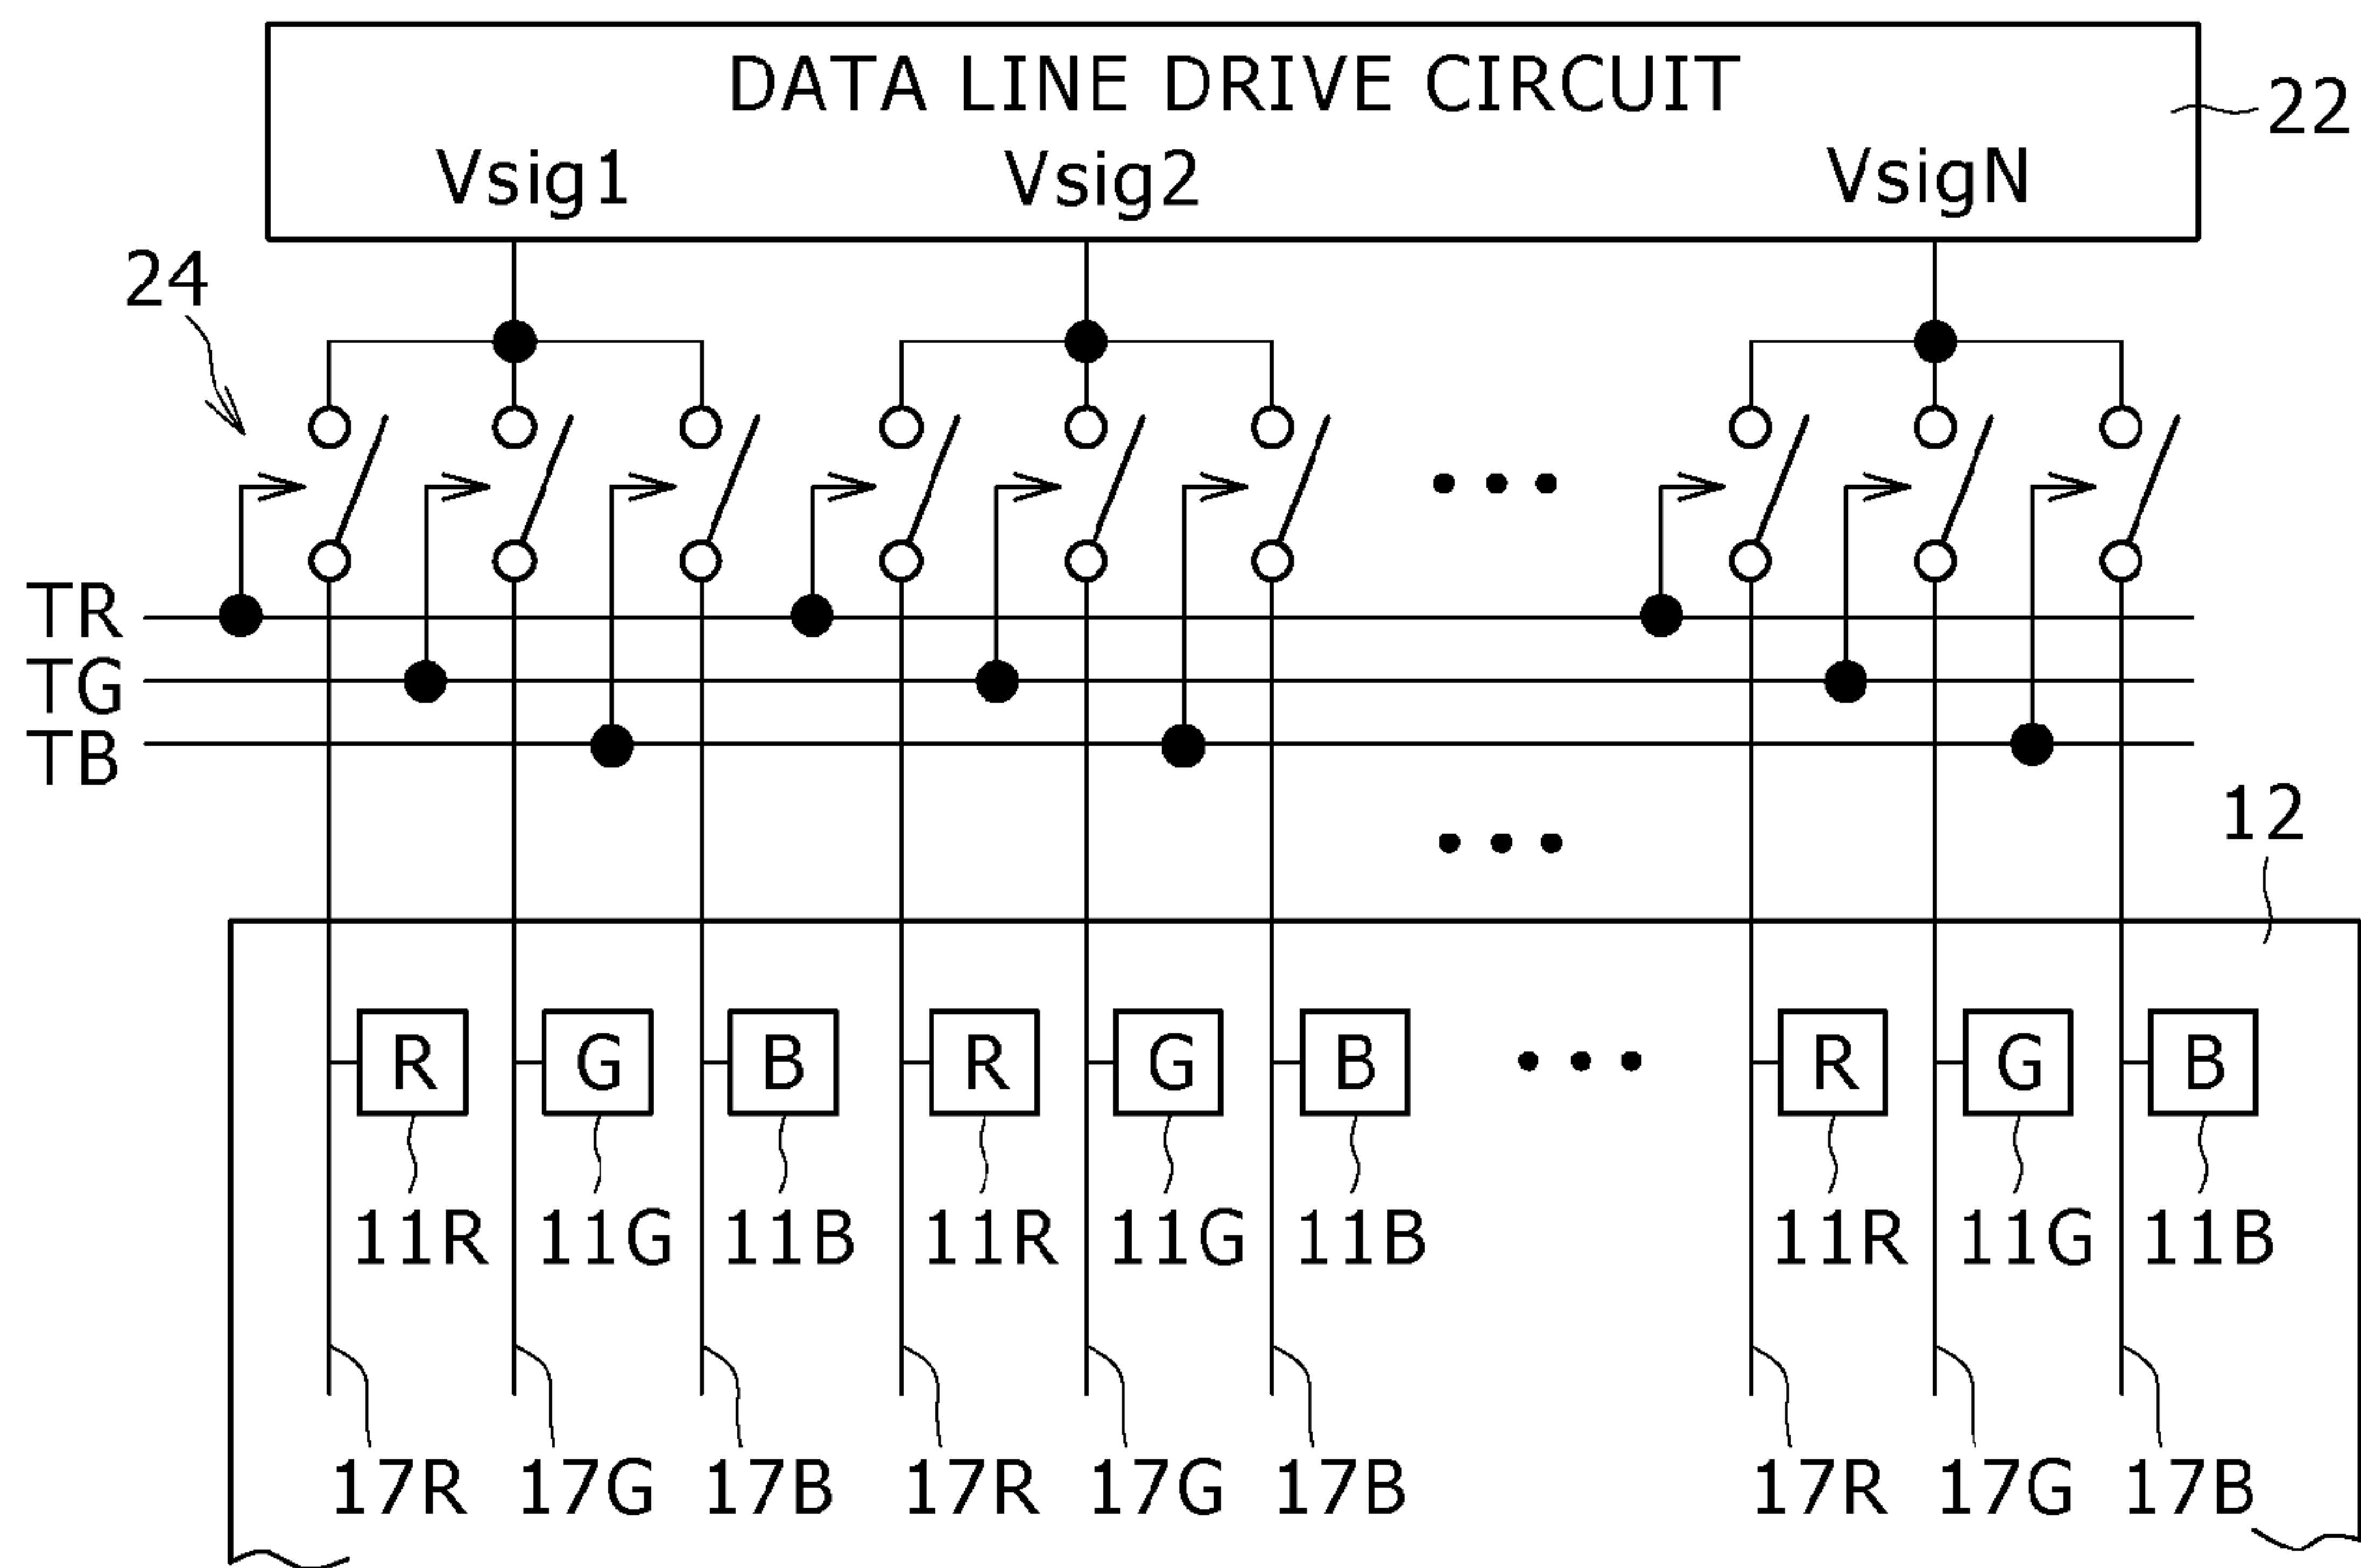 DATA LINE DRIVE CIRCUIT
22
Vsig1 Vsig2 VsigN
24
TR
TG
TB
12
R G B R G B R G B
11R 11G 11B 11R 11G 11B 11R 11G 11B
17R 17G 17B 17R 17G 17B 17R 17G 17B